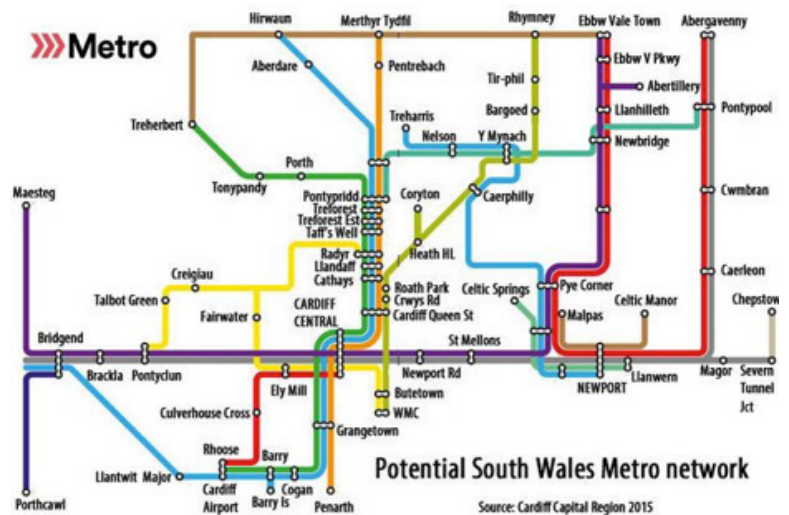 Metro
Hirwaun
Merthyr Tydfil
Rhymney
Ebbw Vale Town
Abergavenny
Aberdare
Pentrebach
Ebbw V Pkwy
Tir-phil
Abertillery
Bargoed
Llanhilleth
Pontypool
Treherbert
Treharris
Nelson
Y Mynach
Newbridge
Porth
Tonypandy
Maesteg
Pontypridd
Treforest
Treforest Est
Taff's Well
Coryton
Caerphilly
Cwmbran
Radyr
Heath HL
Llandaff
Cathays
Creigiau
Caerleon
Talbot Green
Roath Park
Celtic Springs
Pye Corner
Celtic Manor
Chepstow
Crwys Rd
Fairwater
CARDIFF
CENTRAL
Cardiff Queen St
Malpas
Bridgend
St Mellons
Brackla
Pontyclun
Ely Mill
Newport Rd
NEWPORT
Llanwern
Magor
Severn
Tunnel
Jct
Butetown
WMC
Culverhouse Cross
Grangetown
Rhoose
Barry
Llantwit Major
Cardiff
Airport
Barry Is
Cogan
Penarth
Porthcawl
Potential South Wales Metro network
Source: Cardiff Capital Region 2015